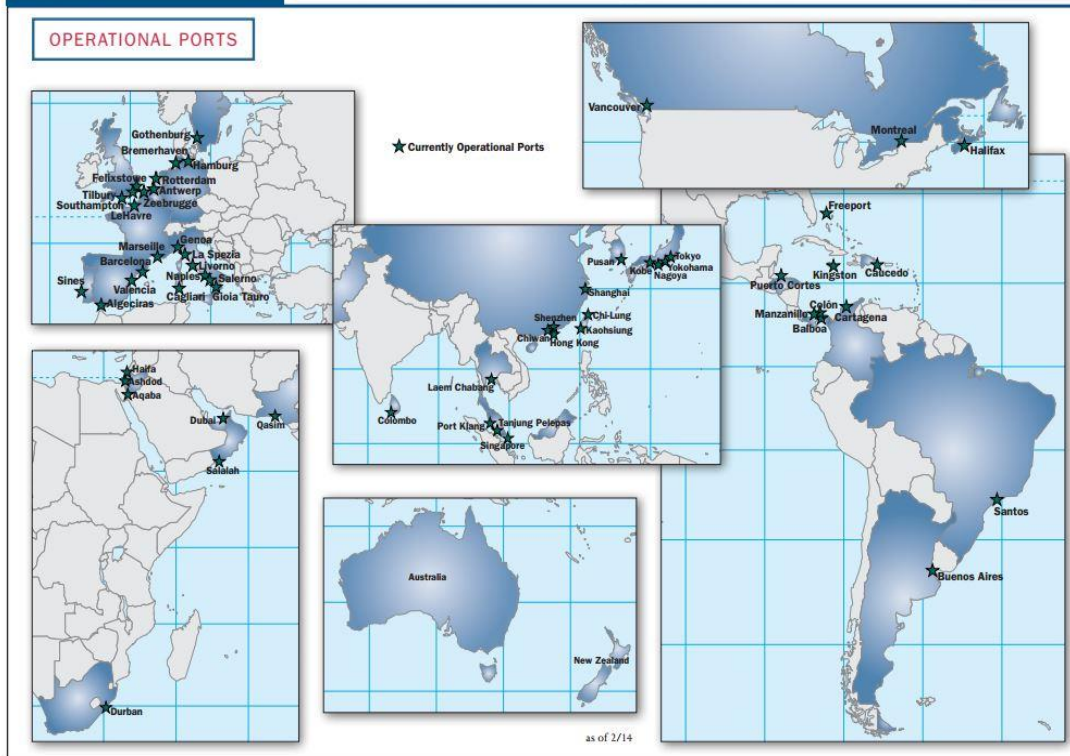 OPERATIONAL PORTS
Currently Operational Ports
Vancouver
Montreal
Halifax
Gothenburg
Bremerhaven
Hamburg
Felixstowe
Rotterdam
Tilbury
Antwerp
Southampton
Zeebrugge
LeHavre
Marseille
Genoa
Barcelona
La Spezia
Livorno
Naples
Salerno
Sines
Valencia
Cagliari
Gioia Tauro
Algeciras
Pusan
Tokyo
Yokohama
Kobe
Nagoya
Shanghai
Shenzhen
Chi-Lung
Chiwan
Kaohsiung
Hong Kong
Laem Chabang
Colombo
Port Klang
Tanjung Pelepas
Singapore
Freeport
Kingston
Caucedo
Puerto Cortes
Colón
Manzanillo
Cartagena
Balboa
Santos
Buenos Aires
Haifa
Ashdod
Aqaba
Dubai
Qasim
Salalah
Durban
Australia
New Zealand
as of 2/14